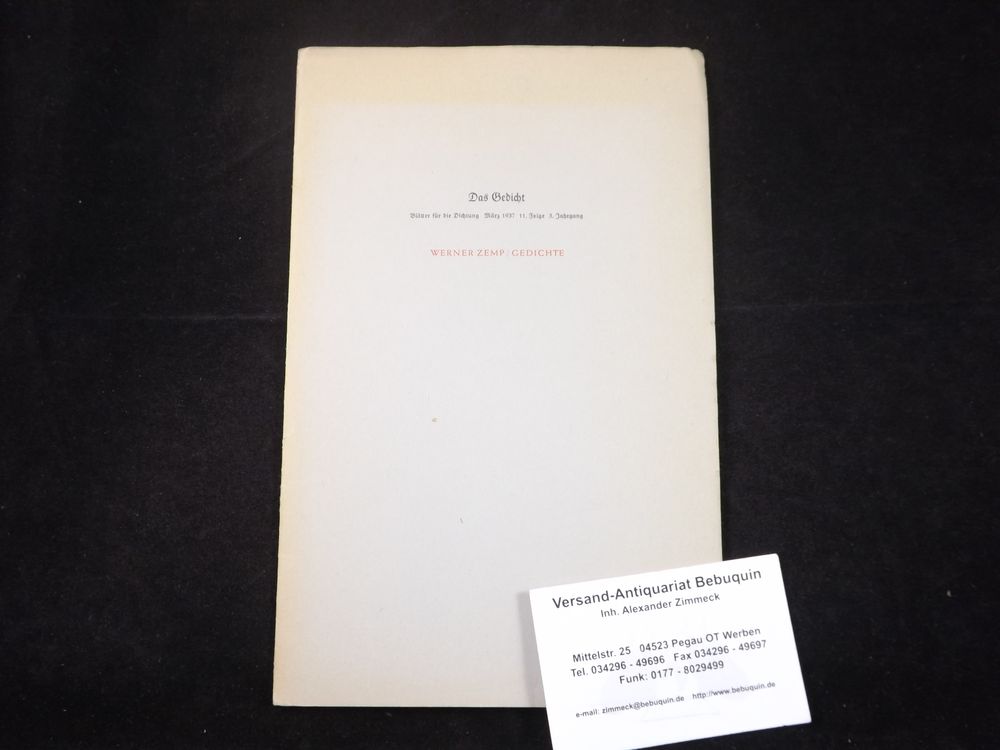 Das Gedicht
Blätter für die Dichtung März 1937 11. Folge 3. Jahrgang
WERNER ZEMP / GEDICHTE
Versand-Antiquariat Bebuquin
Inh. Alexander Zimmeck
Mittelstr. 25 04523 Pegau OT Werben
Tel. 034296 - 49696 Fax 034296 - 49697
Funk: 0177 - 8029499
e-mail: zimmeck@bebuquin.de http://www.bebuquin.de